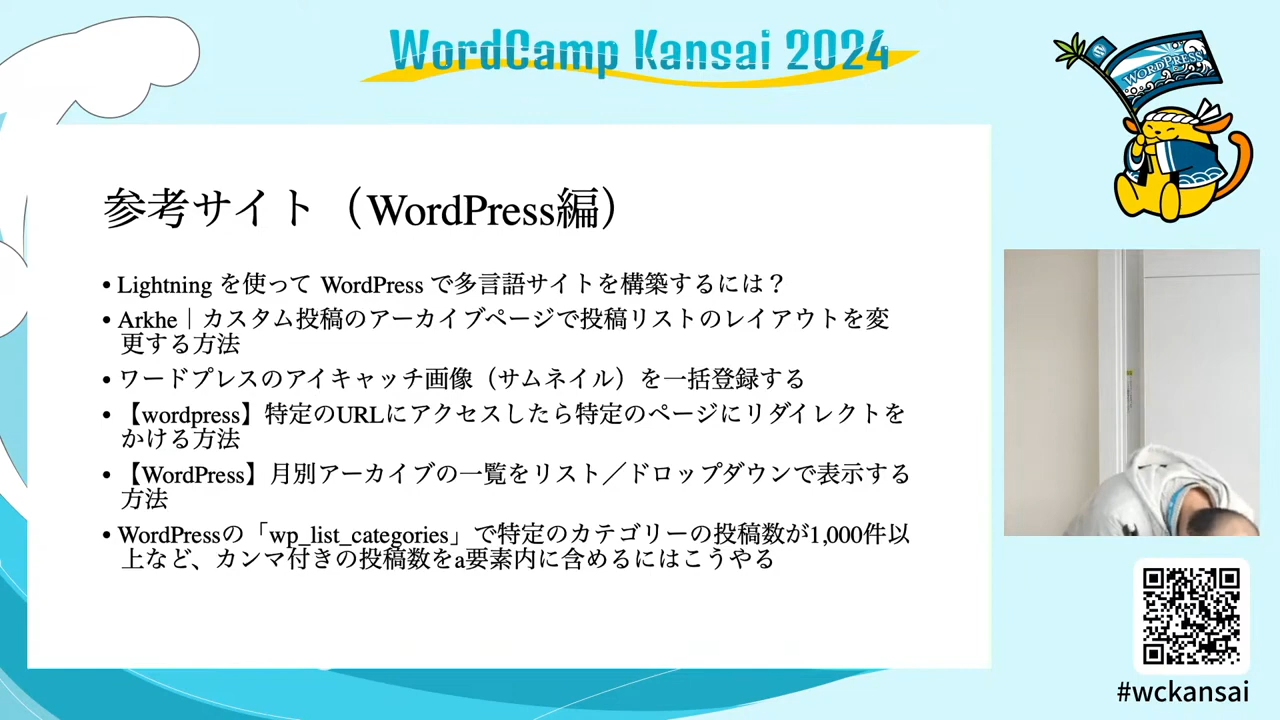 WordCamp Kansai 2024
WORDPRESS
参考サイト（WordPress編）
• Lightning を使って WordPress で多言語サイトを構築するには？
• Arkhe｜カスタム投稿のアーカイブページで投稿リストのレイアウトを変
更する方法
• ワードプレスのアイキャッチ画像（サムネイル）を一括登録する
• 【wordpress】特定のURLにアクセスしたら特定のページにリダイレクトを
かける方法
• 【WordPress】月別アーカイブの一覧をリスト／ドロップダウンで表示する
方法
• WordPressの「wp_list_categories」で特定のカテゴリーの投稿数が1,000件以
上など、カンマ付きの投稿数をa要素内に含めるにはこうやる
#wckansai